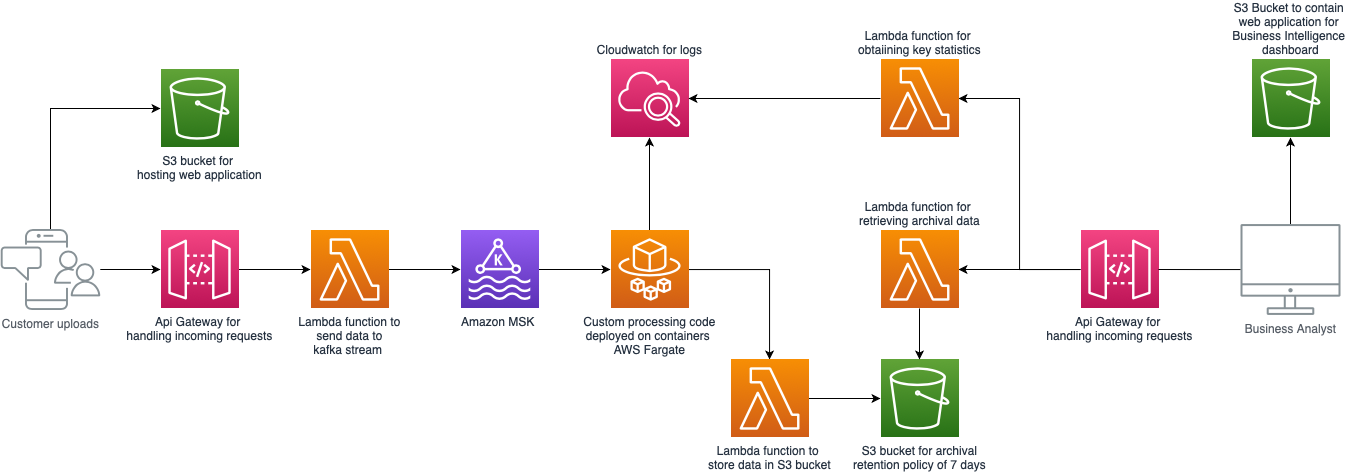 S3 Bucket to contain
web application for
Business Intelligence
dashboard
Cloudwatch for logs
Lambda function for
obtaiining key statistics
S3 bucket for
hosting web application
Lambda function for
retrieving archival data
</>
K
</>
Customer uploads
Api Gateway for
handling incoming requests
Lambda function to
send data to
kafka stream
Amazon MSK
Custom processing code
deployed on containers
AWS Fargate
Api Gateway for
handling incoming requests
Business Analyst
Lambda function to
store data in S3 bucket
S3 bucket for archival
retention policy of 7 days